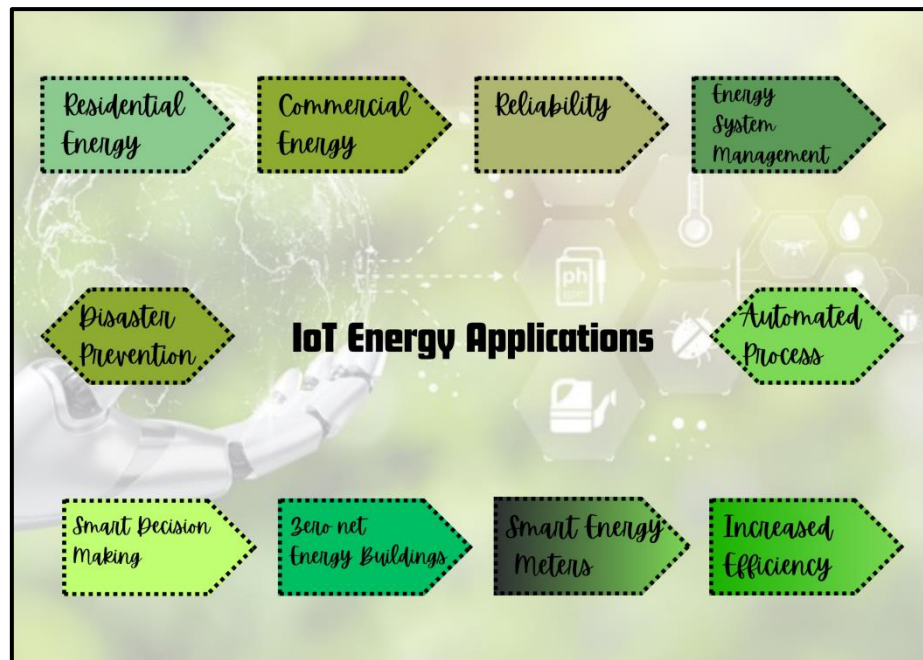 Residential
Energy
Commercial
Energy
Reliability
Energy
System
Management
Disaster
Prevention
IoT Energy Applications
Automated
Process
ph
Smart Decision
Making
Zero net
Energy Buildings
Smart Energy
Meters
Increased
Efficiency